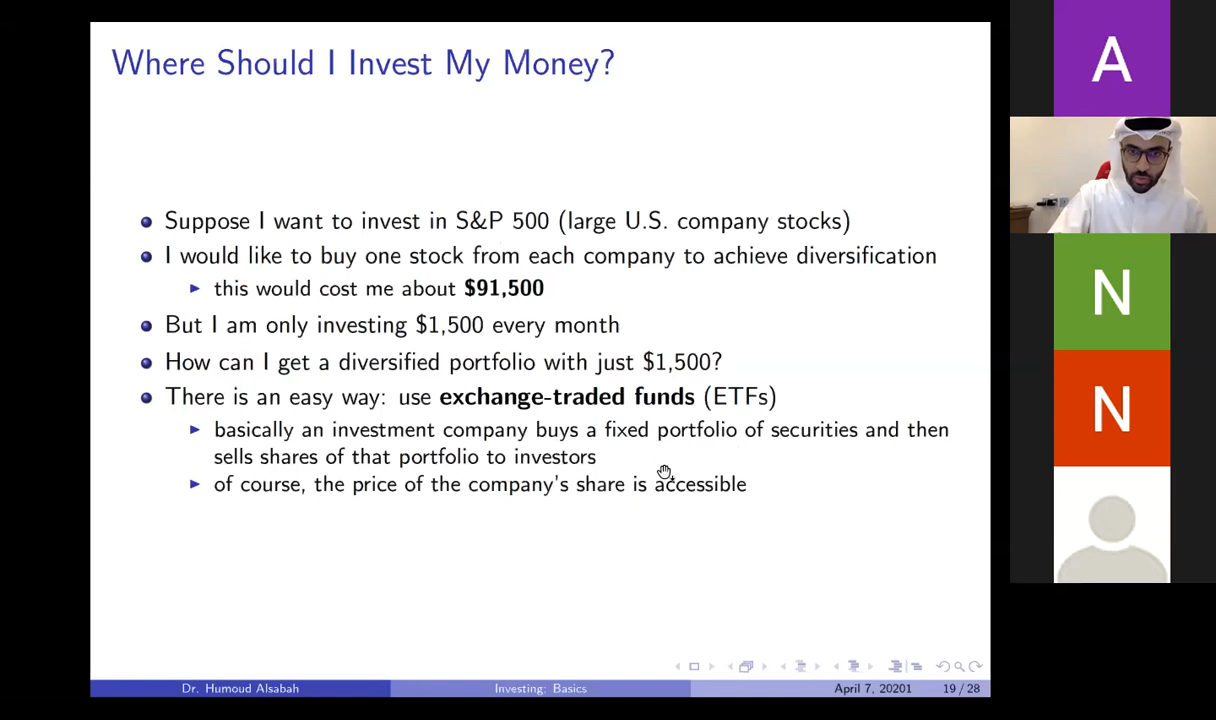 Where Should I Invest My Money?
Suppose I want to invest in S&P 500 (large U.S. company stocks)
I would like to buy one stock from each company to achieve diversification
this would cost me about $91,500
But I am only investing $1,500 every month
How can I get a diversified portfolio with just $1,500?
There is an easy way: use exchange-traded funds (ETFs)
basically an investment company buys a fixed portfolio of securities and then
sells shares of that portfolio to investors
of course, the price of the company's share is accessible
Dr. Humoud Alsabah
Investing: Basics
April 7, 20201
19 / 28
A
N
N